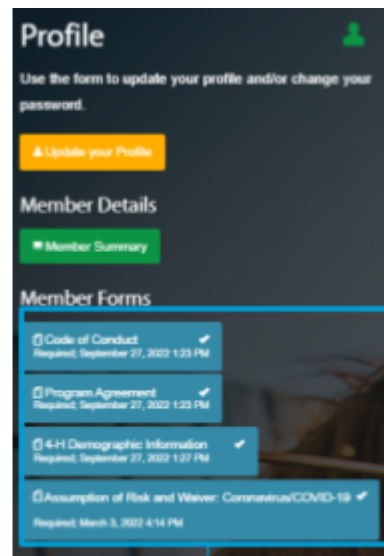 Profile
Use the form to update your profile and/or change your
password.
Update your Profile
Member Details
Member Summary
Member Forms
Code of Conduct
Required; September 27, 2022 1:23 PM
Program Agreement
Required; September 27, 2022 1:23 PM
4-H Demographic Information
Required; September 27, 2022 1:27 PM
Assumption of Risk and Waiver: Coronavirus/COVID-19
Required; March 3, 2022 4:14 PM